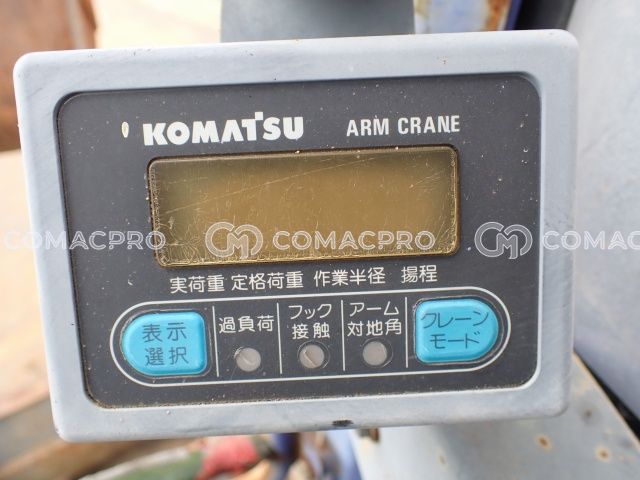 KOMATSU ARM CRANE
COMACPRO COMACPRO COMACPRO
実荷重 定格荷重 作業半径 揚程
表示選択
過負荷
フック接触
アーム対地角
クレーンモード